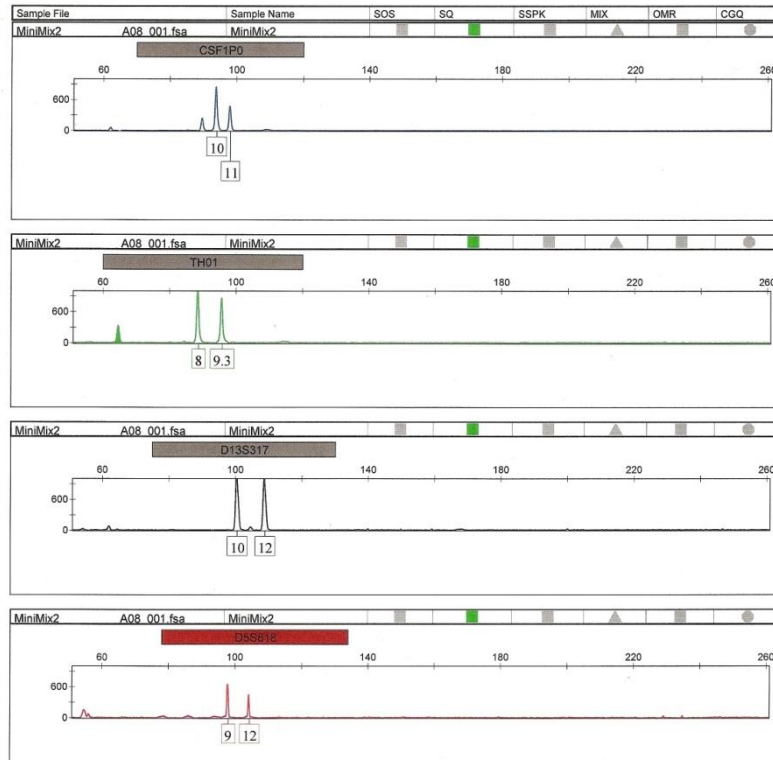 Sample File Sample Name SOS SQ SSPK MIX OMR CGQ
MiniMix2 A08_001.fsa MiniMix2
CSF1P0
60 100 140 180 220 260
600
0
10
11
MiniMix2 A08_001.fsa MiniMix2
TH01
60 100 140 180 220 260
600
0
8 9.3
MiniMix2 A08_001.fsa MiniMix2
D13S317
60 100 140 180 220 260
600
0
10 12
MiniMix2 A08_001.fsa MiniMix2
D5S818
60 100 140 180 220 260
600
0
9 12